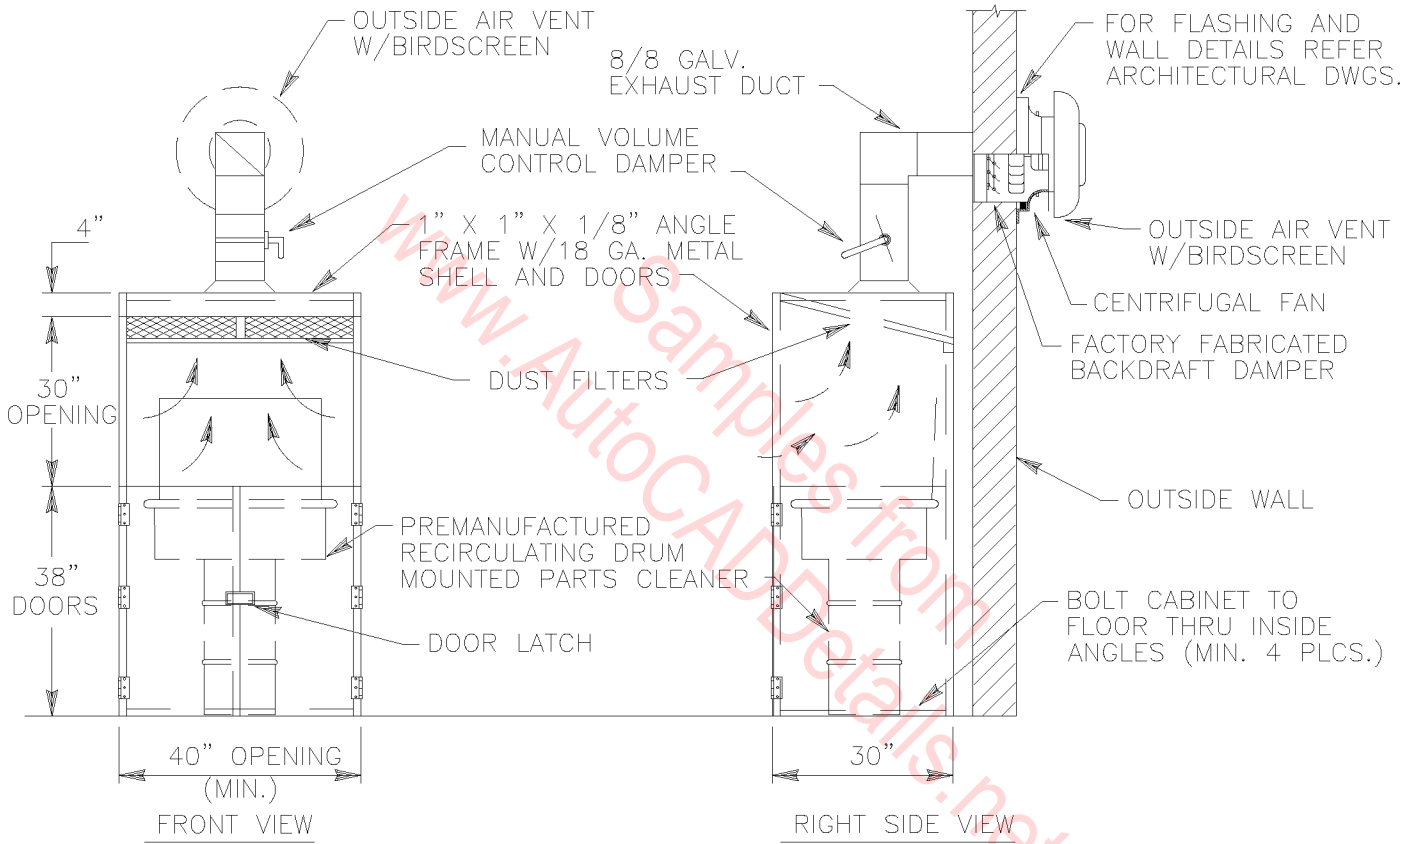 OUTSIDE AIR VENT
W/BIRDSCREEN
8/8 GALV.
EXHAUST DUCT
FOR FLASHING AND
WALL DETAILS REFER
ARCHITECTURAL DWGS.
MANUAL VOLUME
CONTROL DAMPER
4"
1" X 1" X 1/8" ANGLE
FRAME W/18 GA. METAL
SHELL AND DOORS
OUTSIDE AIR VENT
W/BIRDSCREEN
CENTRIFUGAL FAN
FACTORY FABRICATED
BACKDRAFT DAMPER
DUST FILTERS
30"
OPENING
OUTSIDE WALL
PREMANUFACTURED
RECIRCULATING DRUM
MOUNTED PARTS CLEANER
38"
DOORS
DOOR LATCH
BOLT CABINET TO
FLOOR THRU INSIDE
ANGLES (MIN. 4 PLCS.)
40" OPENING
(MIN.)
30"
FRONT VIEW
RIGHT SIDE VIEW
Samples from
www.AutoCADDetails.net